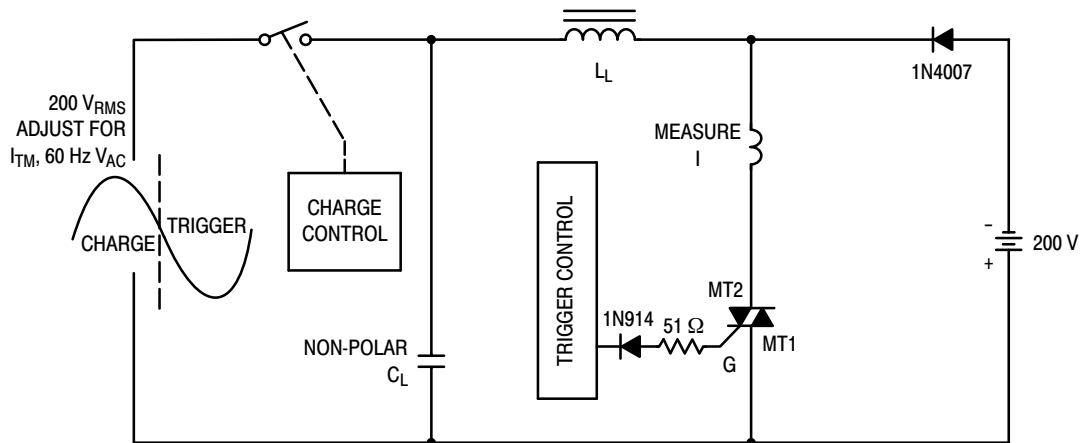 L_L
1N4007
200 V_RMS
ADJUST FOR
I_TM, 60 Hz V_AC
MEASURE
I
TRIGGER
CHARGE
CHARGE
CONTROL
TRIGGER CONTROL
-
+
200 V
MT2
1N914
51 Ω
MT1
G
NON-POLAR
C_L